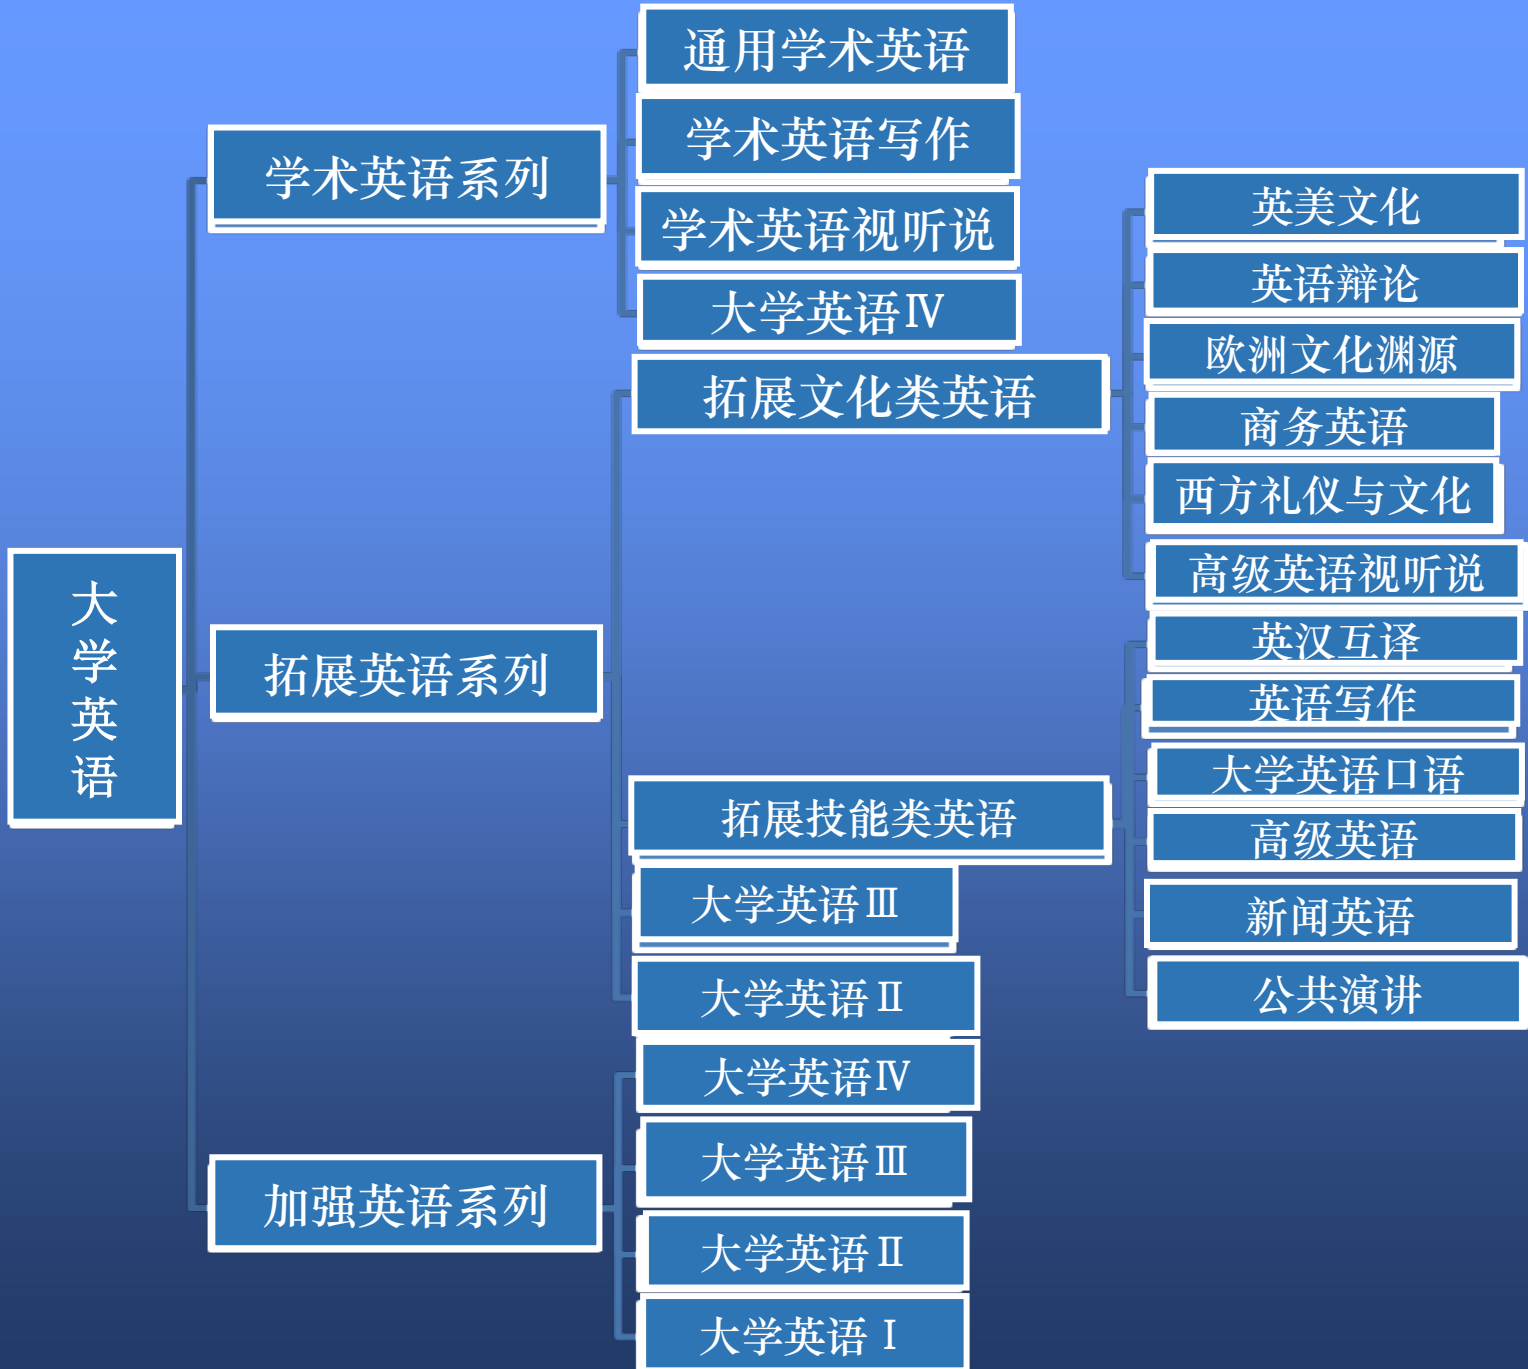 大学英语
学术英语系列
通用学术英语
学术英语写作
学术英语视听说
大学英语Ⅳ
拓展英语系列
拓展文化类英语
英美文化
英语辩论
欧洲文化渊源
商务英语
西方礼仪与文化
高级英语视听说
拓展技能类英语
英汉互译
英语写作
大学英语口语
高级英语
新闻英语
公共演讲
大学英语Ⅲ
大学英语Ⅱ
加强英语系列
大学英语Ⅳ
大学英语Ⅲ
大学英语Ⅱ
大学英语Ⅰ